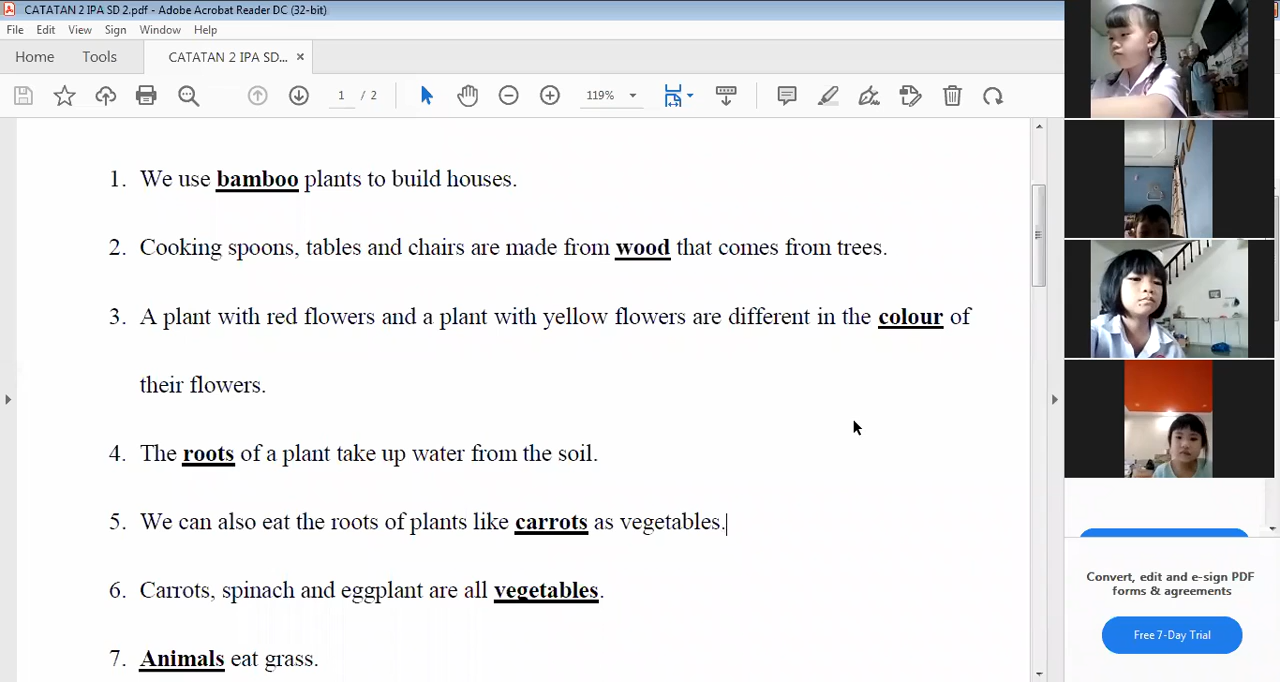 CATATAN 2 IPA SD 2.pdf - Adobe Acrobat Reader DC (32-bit)
File Edit View Sign Window Help
Home Tools CATATAN 2 IPA SD... ×
1 / 2 119%
1. We use bamboo plants to build houses.
2. Cooking spoons, tables and chairs are made from wood that comes from trees.
3. A plant with red flowers and a plant with yellow flowers are different in the colour of
their flowers.
4. The roots of a plant take up water from the soil.
5. We can also eat the roots of plants like carrots as vegetables.
6. Carrots, spinach and eggplant are all vegetables.
7. Animals eat grass.
Convert, edit and e-sign PDF
forms & agreements
Free 7-Day Trial